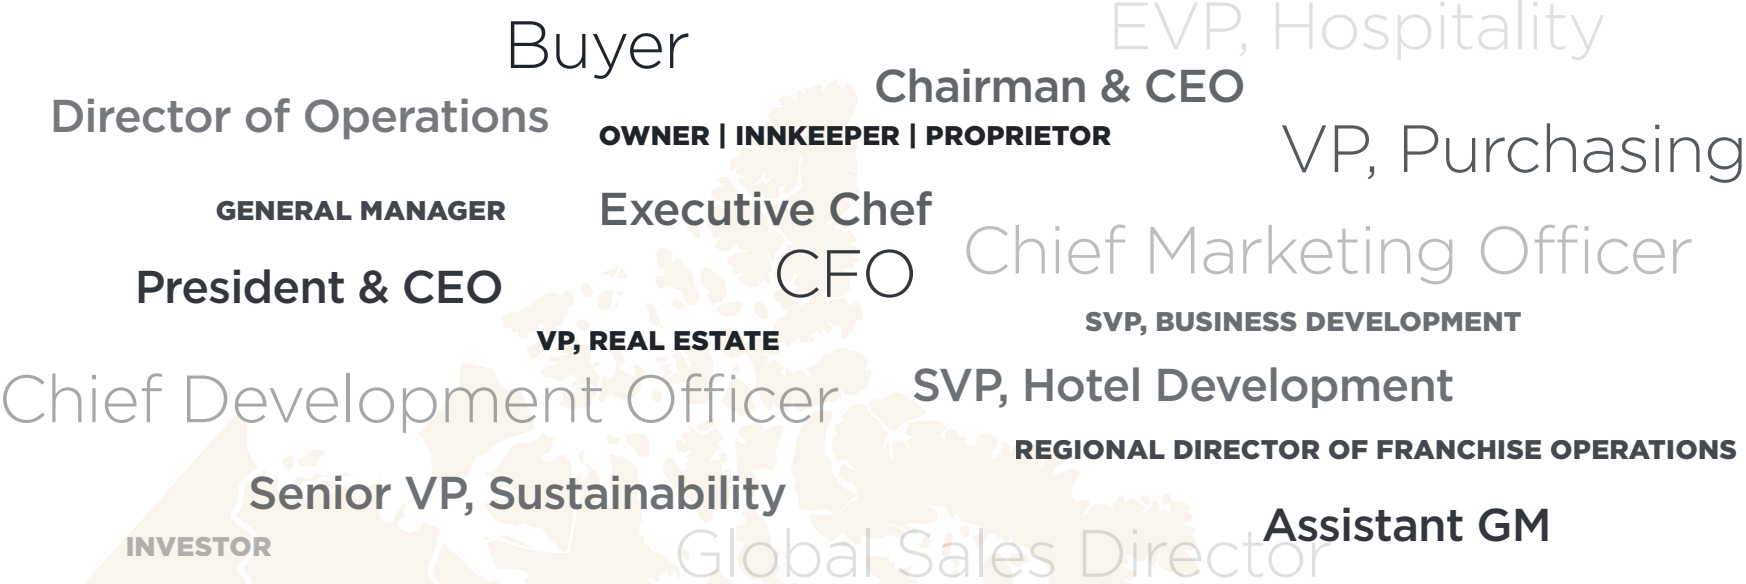 EVP, Hospitality
Buyer
Chairman & CEO
Director of Operations
OWNER | INNKEEPER | PROPRIETOR
VP, Purchasing
GENERAL MANAGER
Executive Chef
Chief Marketing Officer
CFO
President & CEO
SVP, BUSINESS DEVELOPMENT
VP, REAL ESTATE
SVP, Hotel Development
Chief Development Officer
REGIONAL DIRECTOR OF FRANCHISE OPERATIONS
Senior VP, Sustainability
Assistant GM
INVESTOR
Global Sales Director